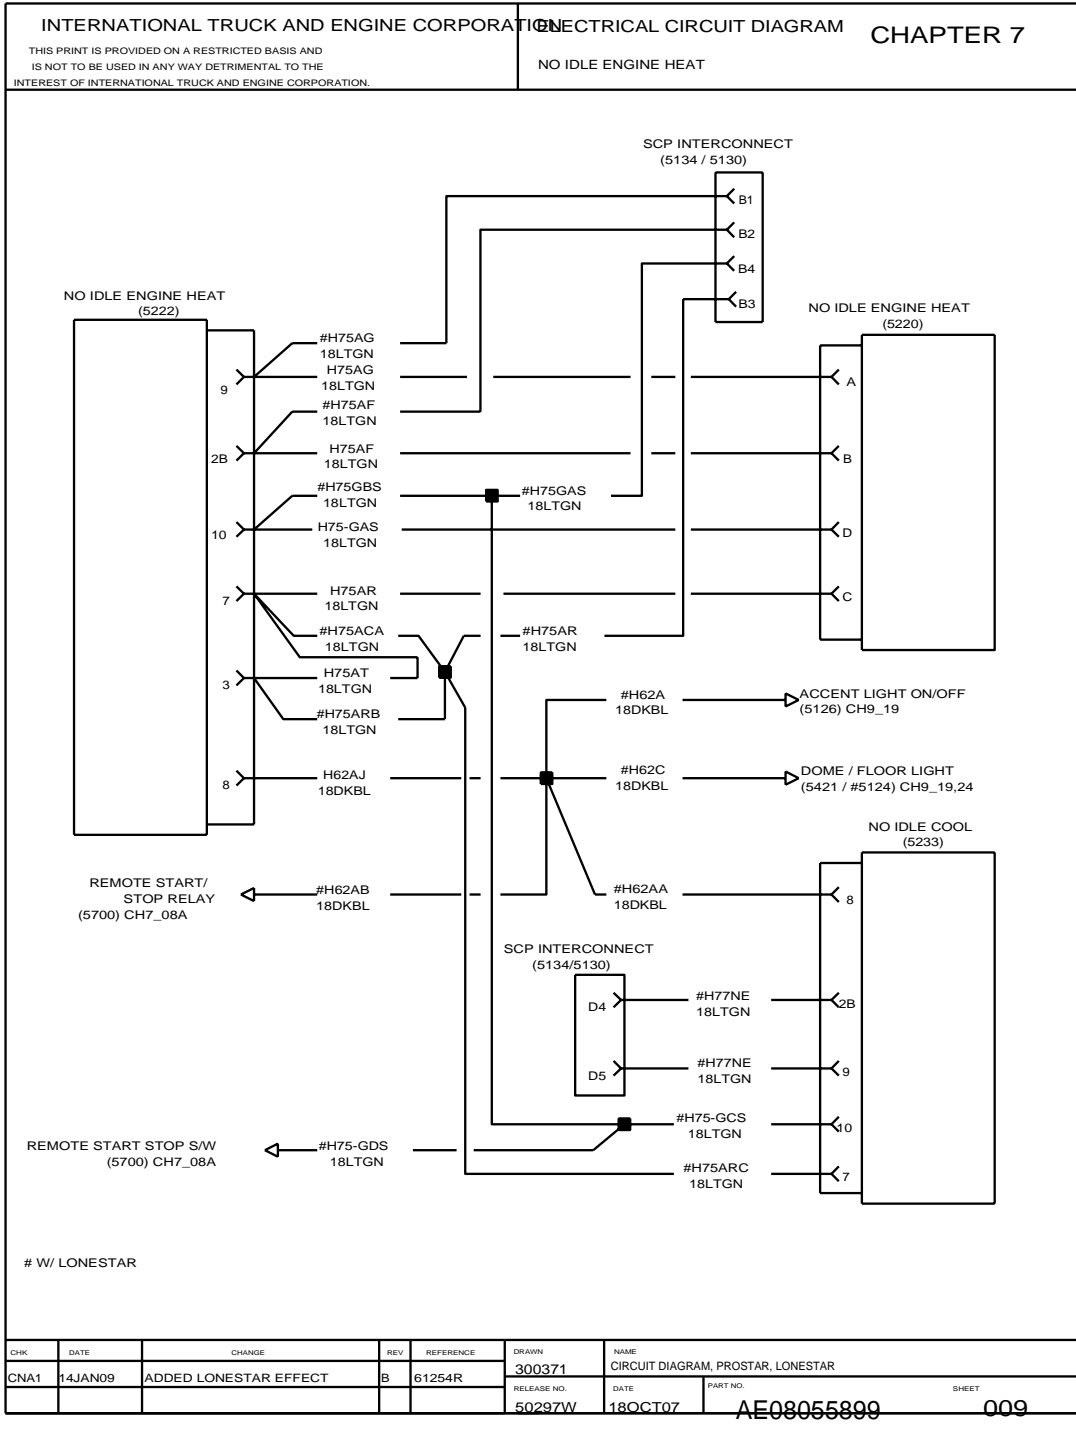 INTERNATIONAL TRUCK AND ENGINE CORPORATION
THIS PRINT IS PROVIDED ON A RESTRICTED BASIS AND
IS NOT TO BE USED IN ANY WAY DETRIMENTAL TO THE
INTEREST OF INTERNATIONAL TRUCK AND ENGINE CORPORATION.
ELECTRICAL CIRCUIT DIAGRAM
NO IDLE ENGINE HEAT
CHAPTER 7
SCP INTERCONNECT
(5134 / 5130)
B1
B2
B4
B3
NO IDLE ENGINE HEAT
(5222)
9
2B
10
7
3
8
NO IDLE ENGINE HEAT
(5220)
A
B
D
C
#H75AG
18LTGN
H75AG
18LTGN
#H75AF
18LTGN
H75AF
18LTGN
#H75GBS
18LTGN
#H75GAS
18LTGN
H75-GAS
18LTGN
H75AR
18LTGN
#H75ACA
18LTGN
#H75AR
18LTGN
H75AT
18LTGN
#H75ARB
18LTGN
H62AJ
18DKBL
#H62A
18DKBL
ACCENT LIGHT ON/OFF
(5126) CH9_19
#H62C
18DKBL
DOME / FLOOR LIGHT
(5421 / #5124) CH9_19,24
NO IDLE COOL
(5233)
8
2B
9
10
7
REMOTE START/
STOP RELAY
(5700) CH7_08A
#H62AB
18DKBL
#H62AA
18DKBL
SCP INTERCONNECT
(5134/5130)
D4
D5
#H77NE
18LTGN
#H77NE
18LTGN
#H75-GCS
18LTGN
REMOTE START STOP S/W
(5700) CH7_08A
#H75-GDS
18LTGN
#H75ARC
18LTGN
# W/ LONESTAR
CHK DATE CHANGE REV REFERENCE
CNA1 14JAN09 ADDED LONESTAR EFFECT B 61254R
DRAWN
300371
NAME
CIRCUIT DIAGRAM, PROSTAR, LONESTAR
RELEASE NO.
50297W
DATE
18OCT07
PART NO.
AE08055899
SHEET
009